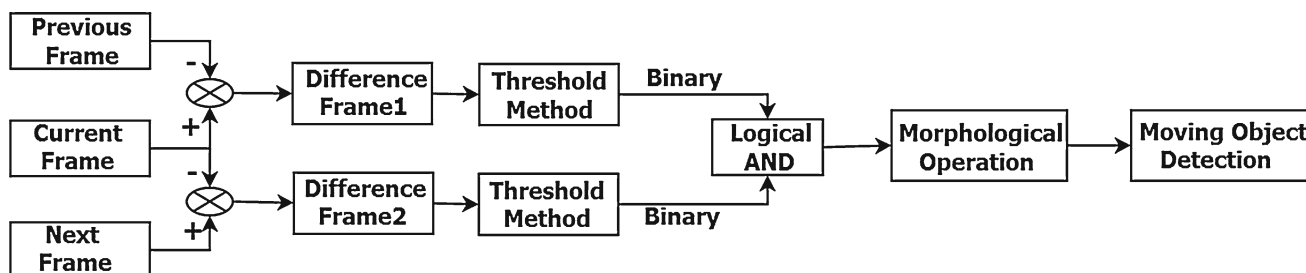 Previous
Frame
-
Difference
Frame1
Threshold
Method
Binary
+
Current
Frame
Logical
AND
Morphological
Operation
Moving Object
Detection
-
Difference
Frame2
Threshold
Method
Binary
+
Next
Frame